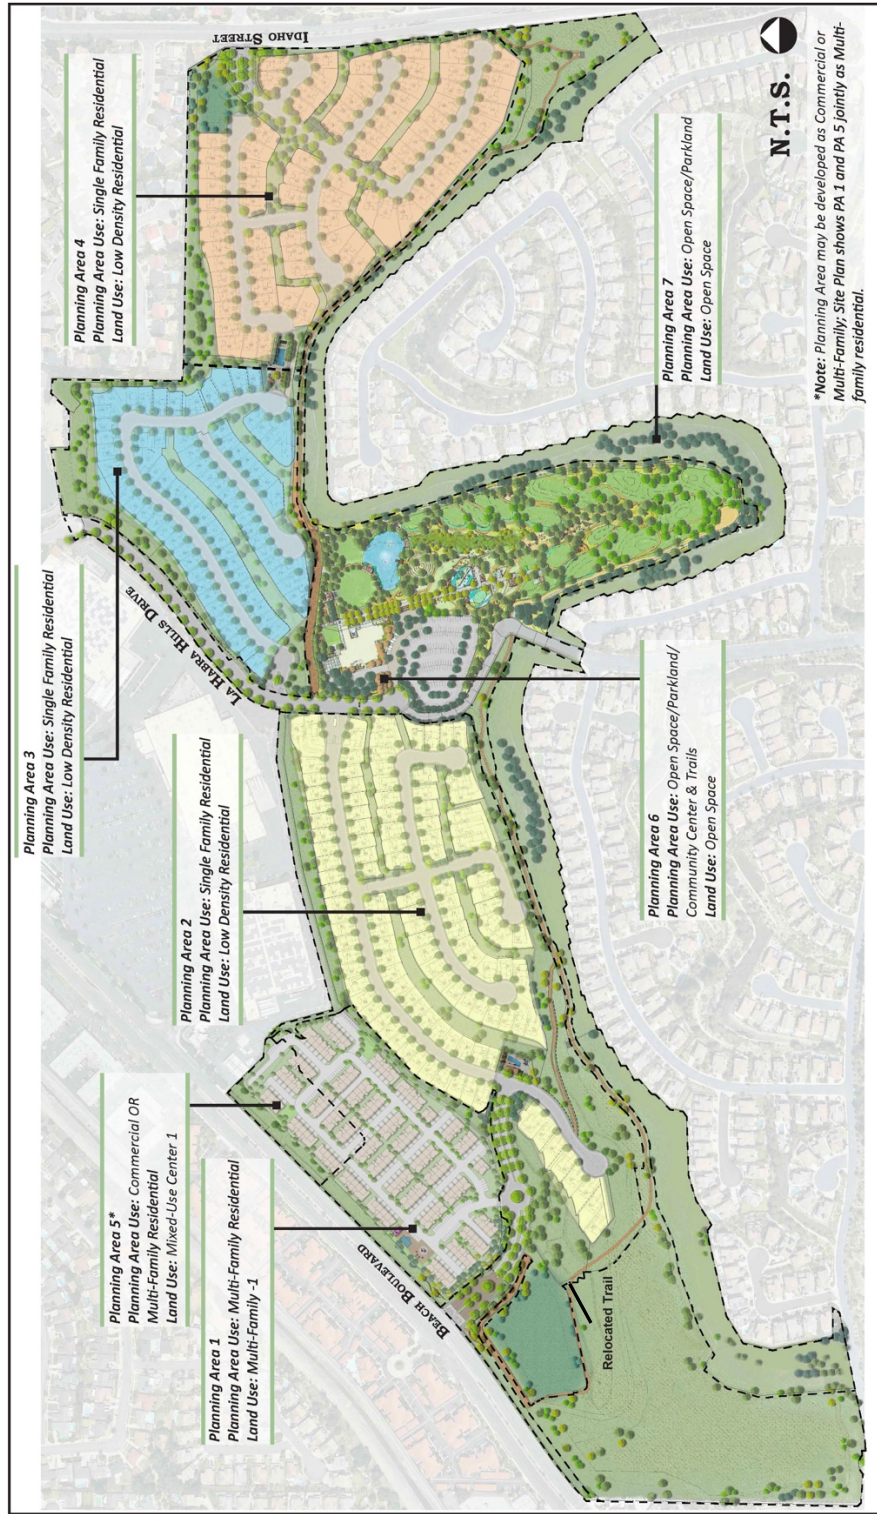 Planning Area 3
Planning Area Use: Single Family Residential
Land Use: Low Density Residential
Planning Area 4
Planning Area Use: Single Family Residential
Land Use: Low Density Residential
Planning Area 5*
Planning Area Use: Commercial OR
Multi-Family Residential
Land Use: Mixed-Use Center 1
Planning Area 2
Planning Area Use: Single Family Residential
Land Use: Low Density Residential
Planning Area 1
Planning Area Use: Multi-Family Residential
Land Use: Multi-Family -1
LA HABRA HILLS DRIVE
IDAHO STREET
BEACH BOULEVARD
Relocated Trail
Planning Area 6
Planning Area Use: Open Space/Parkland/
Community Center & Trails
Land Use: Open Space
Planning Area 7
Planning Area Use: Open Space/Parkland
Land Use: Open Space
N.T.S.
*Note: Planning Area may be developed as Commercial or
Multi-Family; Site Plan shows PA 1 and PA 5 jointly as Multi-
family residential.